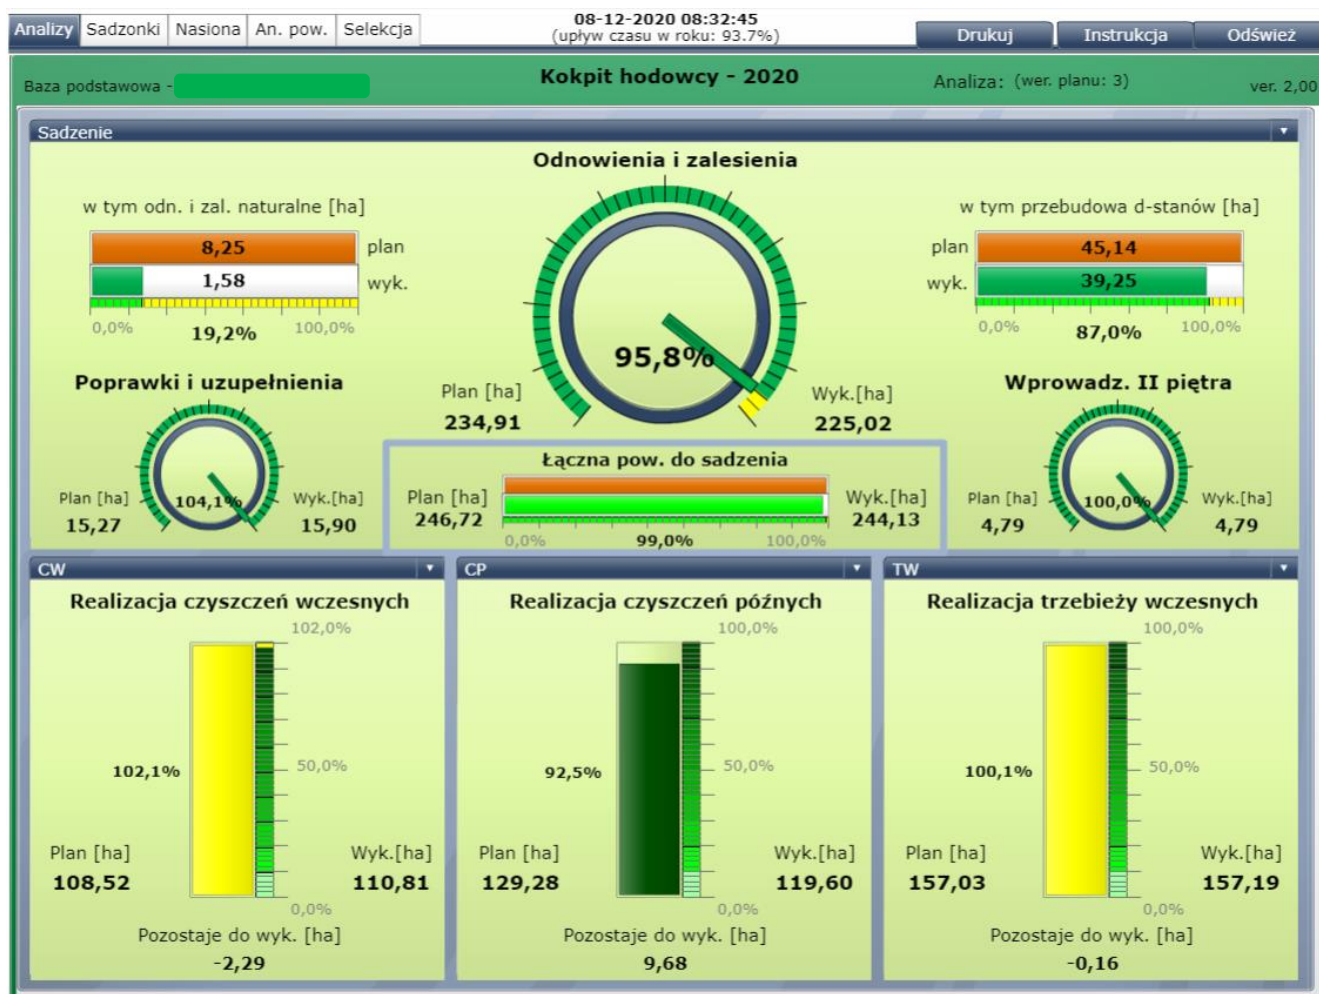 Analizy Sadzonki Nasiona An. pow. Selekcja
08-12-2020 08:32:45
(upływ czasu w roku: 93.7%)
Drukuj Instrukcja Odśwież
Baza podstawowa -
Kokpit hodowcy - 2020
Analiza: (wer. planu: 3)
ver. 2,00
Sadzenie
Odnowienia i zalesienia
w tym odn. i zal. naturalne [ha]
8,25 plan
1,58 wyk.
0,0% 19,2% 100,0%
95,8%
Plan [ha]
234,91
Wyk.[ha]
225,02
w tym przebudowa d-stanów [ha]
plan 45,14
wyk. 39,25
0,0% 87,0% 100,0%
Poprawki i uzupełnienia
104,1%
Plan [ha]
15,27
Wyk.[ha]
15,90
Łączna pow. do sadzenia
Plan [ha]
246,72
Wyk.[ha]
244,13
0,0% 99,0% 100,0%
Wprowadz. II piętra
100,0%
Plan [ha]
4,79
Wyk.[ha]
4,79
CW
Realizacja czyszczeń wczesnych
102,0%
102,1% 50,0%
Plan [ha]
108,52
Wyk.[ha]
110,81
0,0%
Pozostaje do wyk. [ha]
-2,29
CP
Realizacja czyszczeń późnych
100,0%
92,5% 50,0%
Plan [ha]
129,28
Wyk.[ha]
119,60
0,0%
Pozostaje do wyk. [ha]
9,68
TW
Realizacja trzebieży wczesnych
100,0%
100,1% 50,0%
Plan [ha]
157,03
Wyk.[ha]
157,19
0,0%
Pozostaje do wyk. [ha]
-0,16